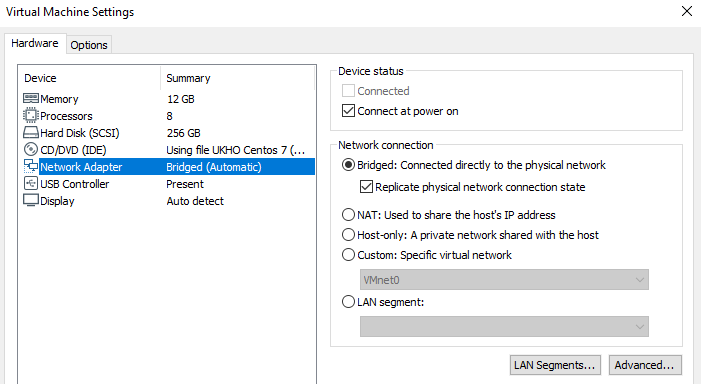 Virtual Machine Settings
Hardware
Options
Device Summary
Memory 12 GB
Processors 8
Hard Disk (SCSI) 256 GB
CD/DVD (IDE) Using file UKHO Centos 7 (...
Network Adapter Bridged (Automatic)
USB Controller Present
Display Auto detect
Device status
Connected
Connect at power on
Network connection
Bridged: Connected directly to the physical network
Replicate physical network connection state
NAT: Used to share the host's IP address
Host-only: A private network shared with the host
Custom: Specific virtual network
VMnet0
LAN segment:
LAN Segments... Advanced...